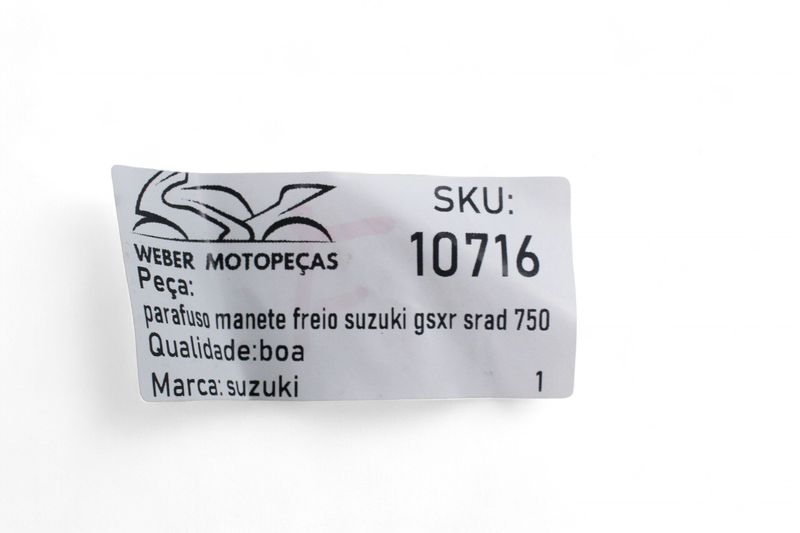 WEBER MOTOPEÇAS
SKU:
10716
Peça:
parafuso manete freio suzuki gsxr srad 750
Qualidade:boa
Marca: suzuki
1